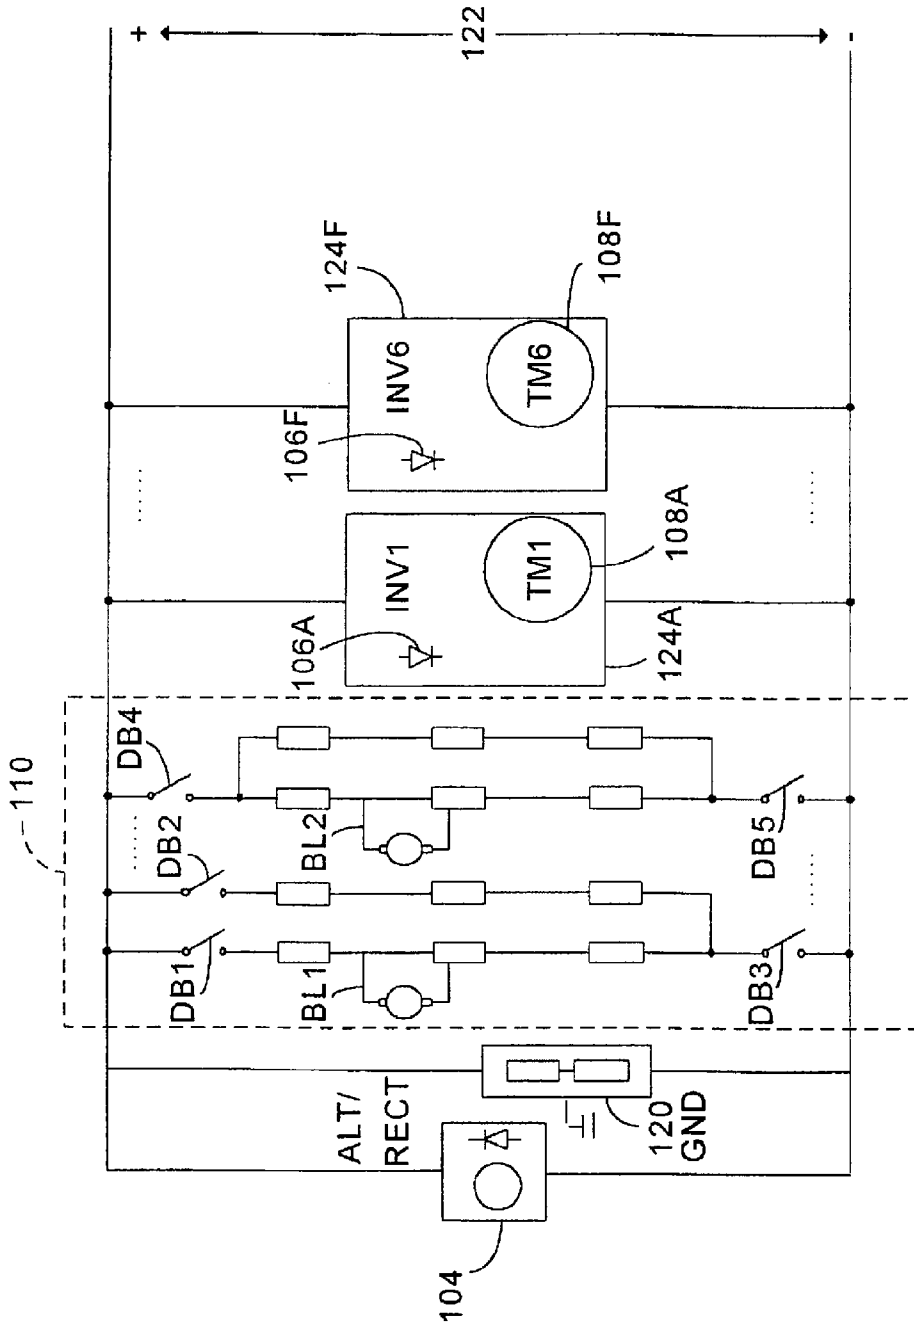 110
DB1
DB2
DB4
BL1
BL2
DB3
DB5
104
ALT/
RECT
120
GND
106A
INV1
TM1
108A
124A
106F
INV6
TM6
108F
124F
+
122
-